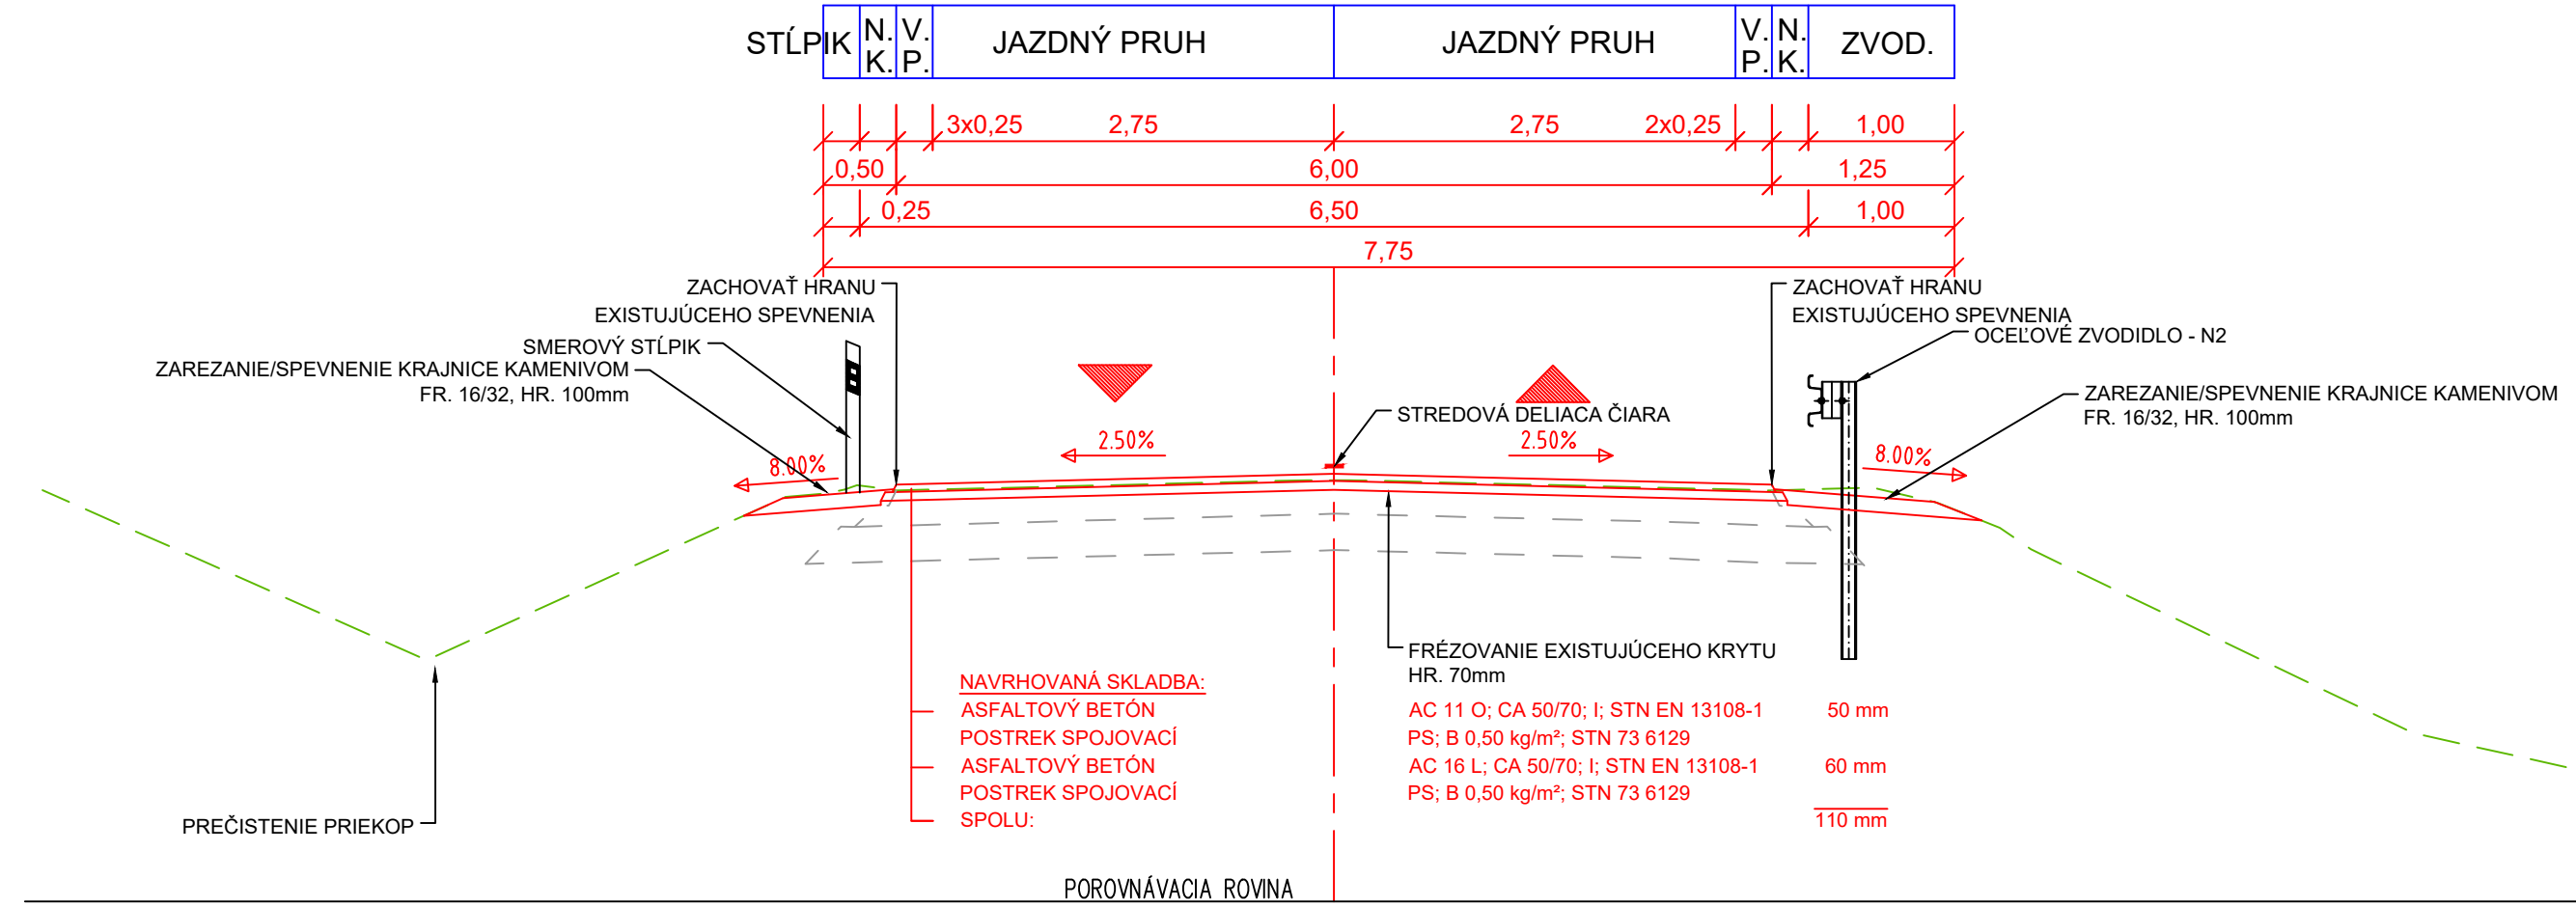 STĹPIK N. V. JAZDNÝ PRUH JAZDNÝ PRUH V. N. ZVOD.
K. P. P. K.
3x0,25 2,75 2,75 2x0,25 1,00
0,50 6,00 1,25
0,25 6,50 1,00
7,75
ZACHOVAŤ HRANU
EXISTUJÚCEHO SPEVNENIA
SMEROVÝ STĹPIK
ZAREZANIE/SPEVNENIE KRAJNICE KAMENIVOM
FR. 16/32, HR. 100mm
ZACHOVAŤ HRANU
EXISTUJÚCEHO SPEVNENIA
OCEĽOVÉ ZVODIDLO - N2
ZAREZANIE/SPEVNENIE KRAJNICE KAMENIVOM
FR. 16/32, HR. 100mm
STREDOVÁ DELIACA ČIARA
8.00% 2.50% 2.50% 8.00%
FRÉZOVANIE EXISTUJÚCEHO KRYTU
HR. 70mm
NAVRHOVANÁ SKLADBA:
ASFALTOVÝ BETÓN AC 11 O; CA 50/70; I; STN EN 13108-1 50 mm
POSTREK SPOJOVACÍ PS; B 0,50 kg/m²; STN 73 6129
ASFALTOVÝ BETÓN AC 16 L; CA 50/70; I; STN EN 13108-1 60 mm
POSTREK SPOJOVACÍ PS; B 0,50 kg/m²; STN 73 6129
SPOLU: 110 mm
PREČISTENIE PRIEKOP
POROVNÁVACIA ROVINA